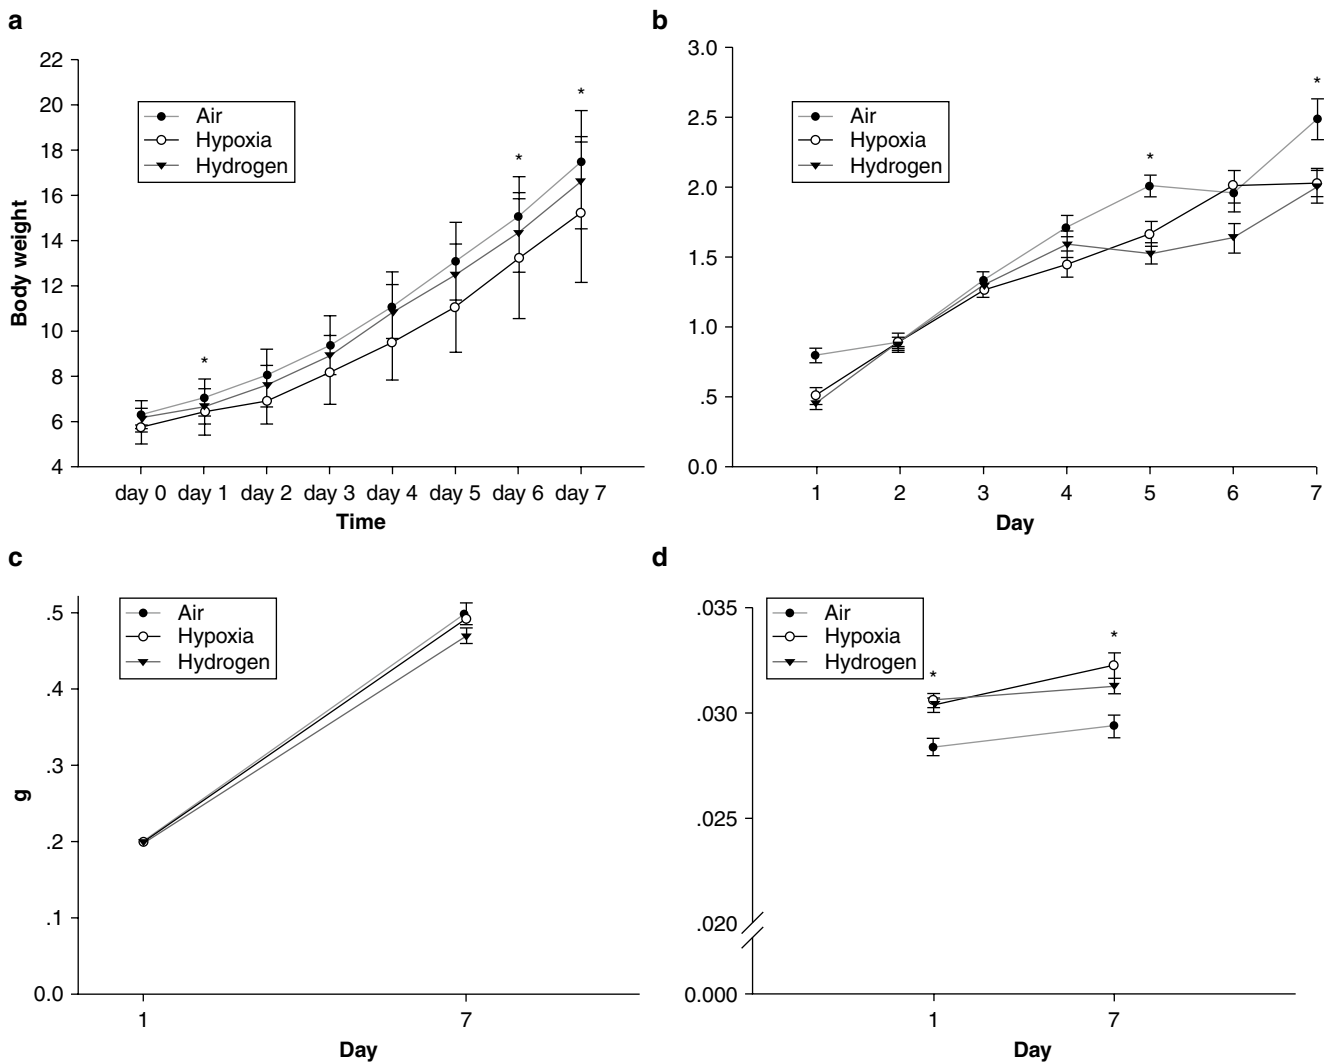 a
22
20
18
16
14
12
10
8
6
4
Body weight
Air
Hypoxia
Hydrogen
*
*
*
day 0 day 1 day 2 day 3 day 4 day 5 day 6 day 7
Time
b
3.0
2.5
2.0
1.5
1.0
.5
0.0
Air
Hypoxia
Hydrogen
*
*
1 2 3 4 5 6 7
Day
c
.5
.4
.3
.2
.1
0.0
g
Air
Hypoxia
Hydrogen
1 7
Day
d
.035
.030
.025
.020
0.000
Air
Hypoxia
Hydrogen
*
*
1 7
Day